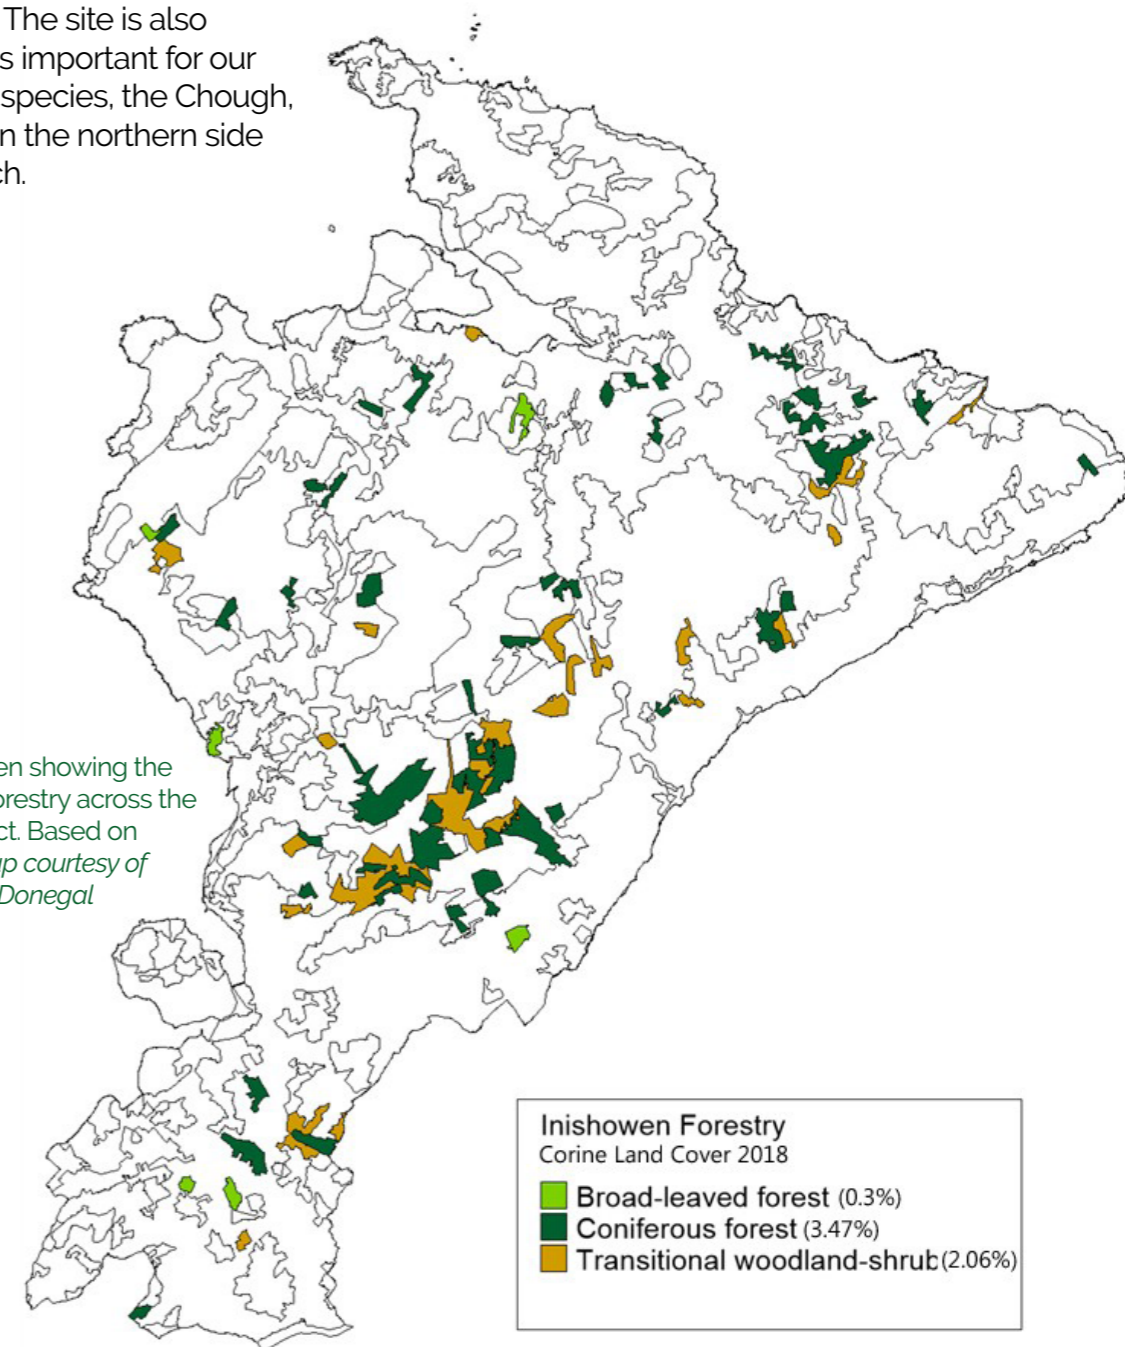 The site is also
s important for our
species, the Chough,
n the northern side
ch.
en showing the
orestry across the
ct. Based on
ap courtesy of
Donegal
Inishowen Forestry
Corine Land Cover 2018
Broad-leaved forest (0.3%)
Coniferous forest (3.47%)
Transitional woodland-shrub (2.06%)